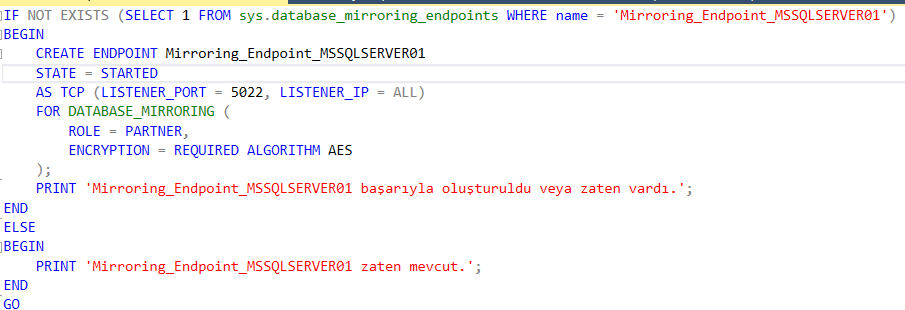 IF NOT EXISTS (SELECT 1 FROM sys.database_mirroring_endpoints WHERE name = 'Mirroring_Endpoint_MSSQLSERVER01')
BEGIN
    CREATE ENDPOINT Mirroring_Endpoint_MSSQLSERVER01
    STATE = STARTED
    AS TCP (LISTENER_PORT = 5022, LISTENER_IP = ALL)
    FOR DATABASE_MIRRORING (
        ROLE = PARTNER,
        ENCRYPTION = REQUIRED ALGORITHM AES
    );
    PRINT 'Mirroring_Endpoint_MSSQLSERVER01 başarıyla oluşturuldu veya zaten vardı.';
END
ELSE
BEGIN
    PRINT 'Mirroring_Endpoint_MSSQLSERVER01 zaten mevcut.';
END
GO